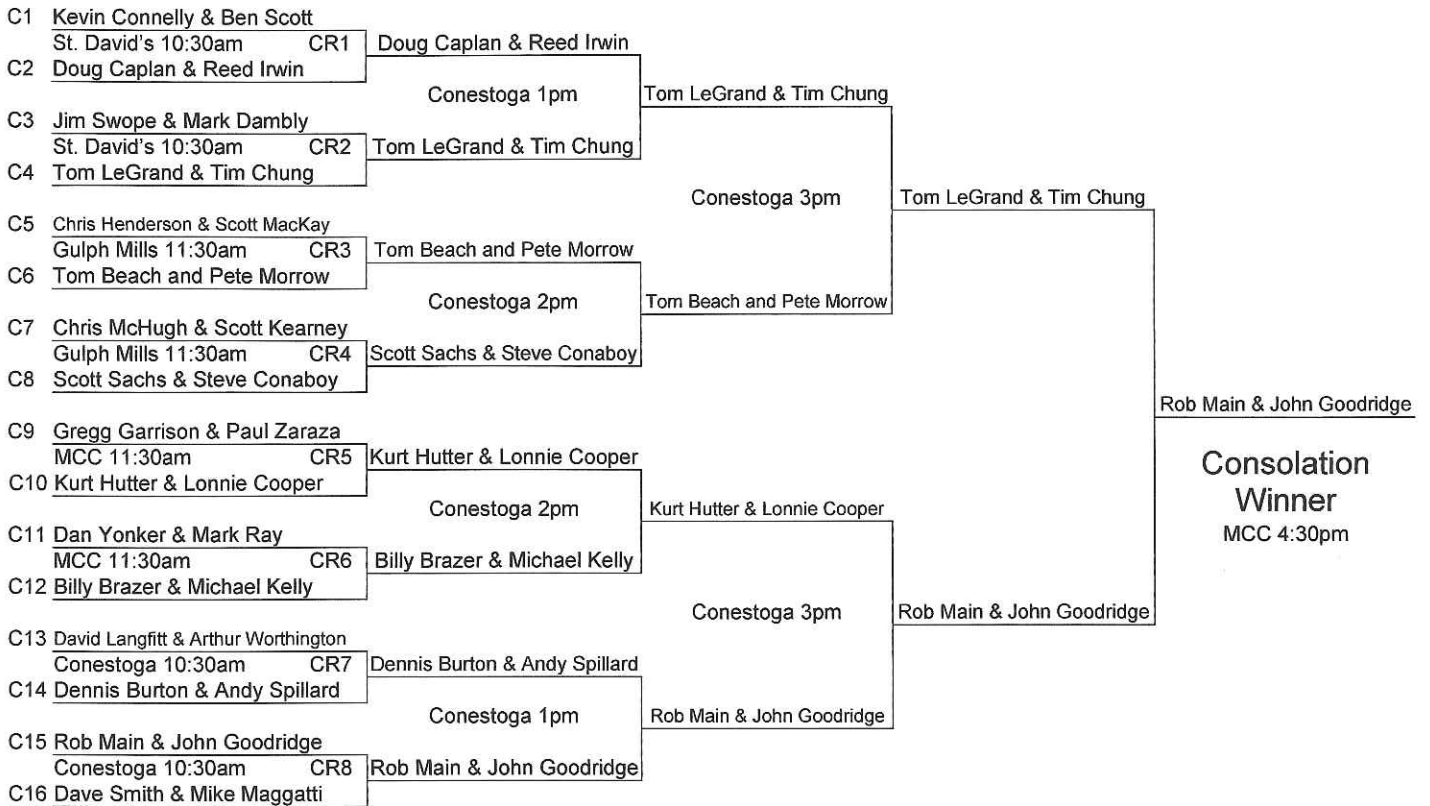 C1 Kevin Connelly & Ben Scott
St. David's 10:30am CR1
C2 Doug Caplan & Reed Irwin
C3 Jim Swope & Mark Dambly
St. David's 10:30am CR2
C4 Tom LeGrand & Tim Chung
C5 Chris Henderson & Scott MacKay
Gulph Mills 11:30am CR3
C6 Tom Beach and Pete Morrow
C7 Chris McHugh & Scott Kearney
Gulph Mills 11:30am CR4
C8 Scott Sachs & Steve Conaboy
C9 Gregg Garrison & Paul Zaraza
MCC 11:30am CR5
C10 Kurt Hutter & Lonnie Cooper
C11 Dan Yonker & Mark Ray
MCC 11:30am CR6
C12 Billy Brazer & Michael Kelly
C13 David Langfitt & Arthur Worthington
Conestoga 10:30am CR7
C14 Dennis Burton & Andy Spillard
C15 Rob Main & John Goodridge
Conestoga 10:30am CR8
C16 Dave Smith & Mike Maggatti
Doug Caplan & Reed Irwin
Conestoga 1pm
Tom LeGrand & Tim Chung
Tom Beach and Pete Morrow
Conestoga 2pm
Scott Sachs & Steve Conaboy
Kurt Hutter & Lonnie Cooper
Conestoga 2pm
Billy Brazer & Michael Kelly
Dennis Burton & Andy Spillard
Conestoga 1pm
Rob Main & John Goodridge
Tom LeGrand & Tim Chung
Conestoga 3pm
Tom Beach and Pete Morrow
Kurt Hutter & Lonnie Cooper
Conestoga 3pm
Rob Main & John Goodridge
Tom LeGrand & Tim Chung
Rob Main & John Goodridge
Rob Main & John Goodridge
Consolation
Winner
MCC 4:30pm